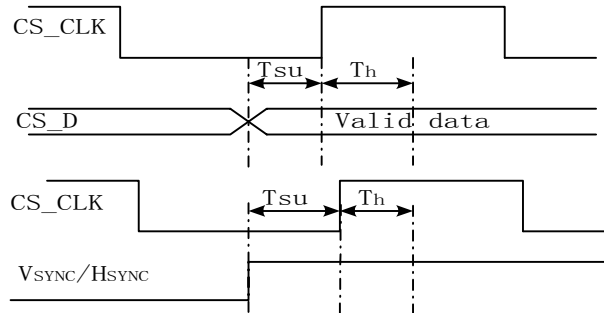 CS_CLK
Tsu Th
CS_D Valid data
CS_CLK
Tsu Th
VSYNC/HSYNC